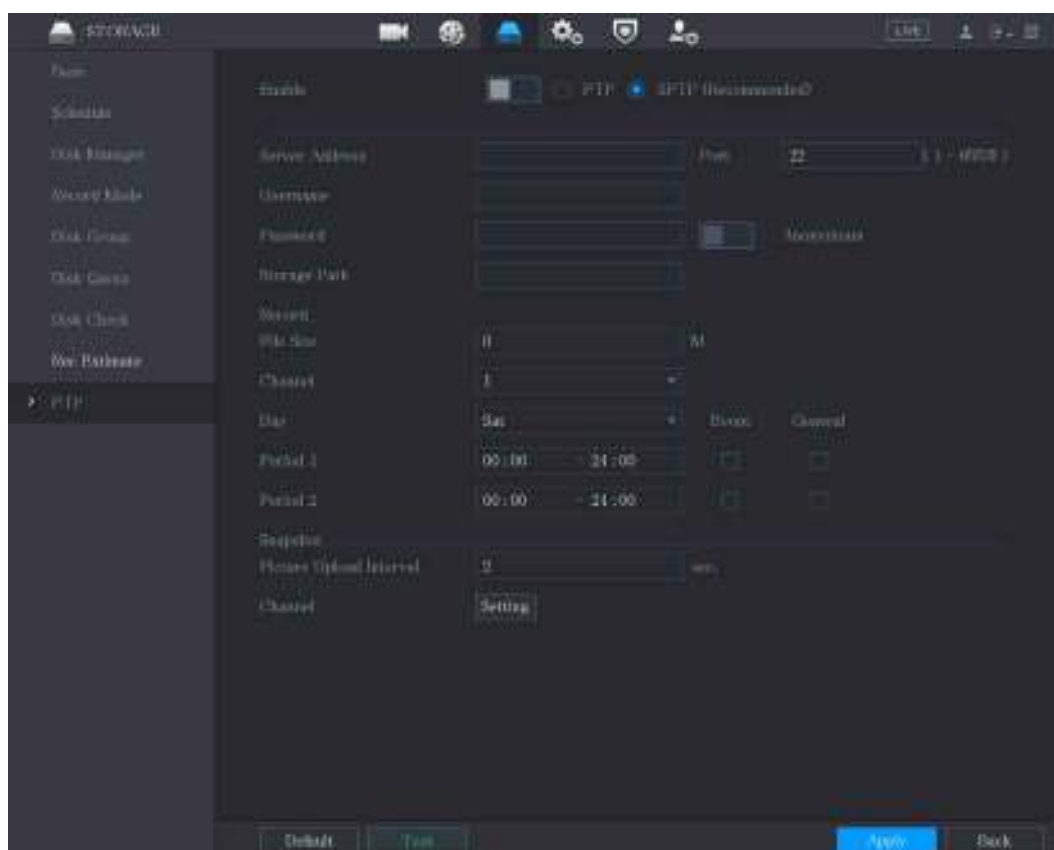 STORAGE LIVE
Basic
Enable FTP SFTP (Recommended)
Schedule
Disk Manager
Server Address Port 22
Record Mode
Username
Disk Group
Password Anonymous
Disk Quota
Storage Path
Disk Check
Record
File Size 0 M
Rec Estimate
Channel 1
FTP
Day Sat Event General
Period 1 00:00 - 24:00
Period 2 00:00 - 24:00
Snapshot
Picture Upload Interval 2 sec.
Channel Setting
Default Test Apply Back